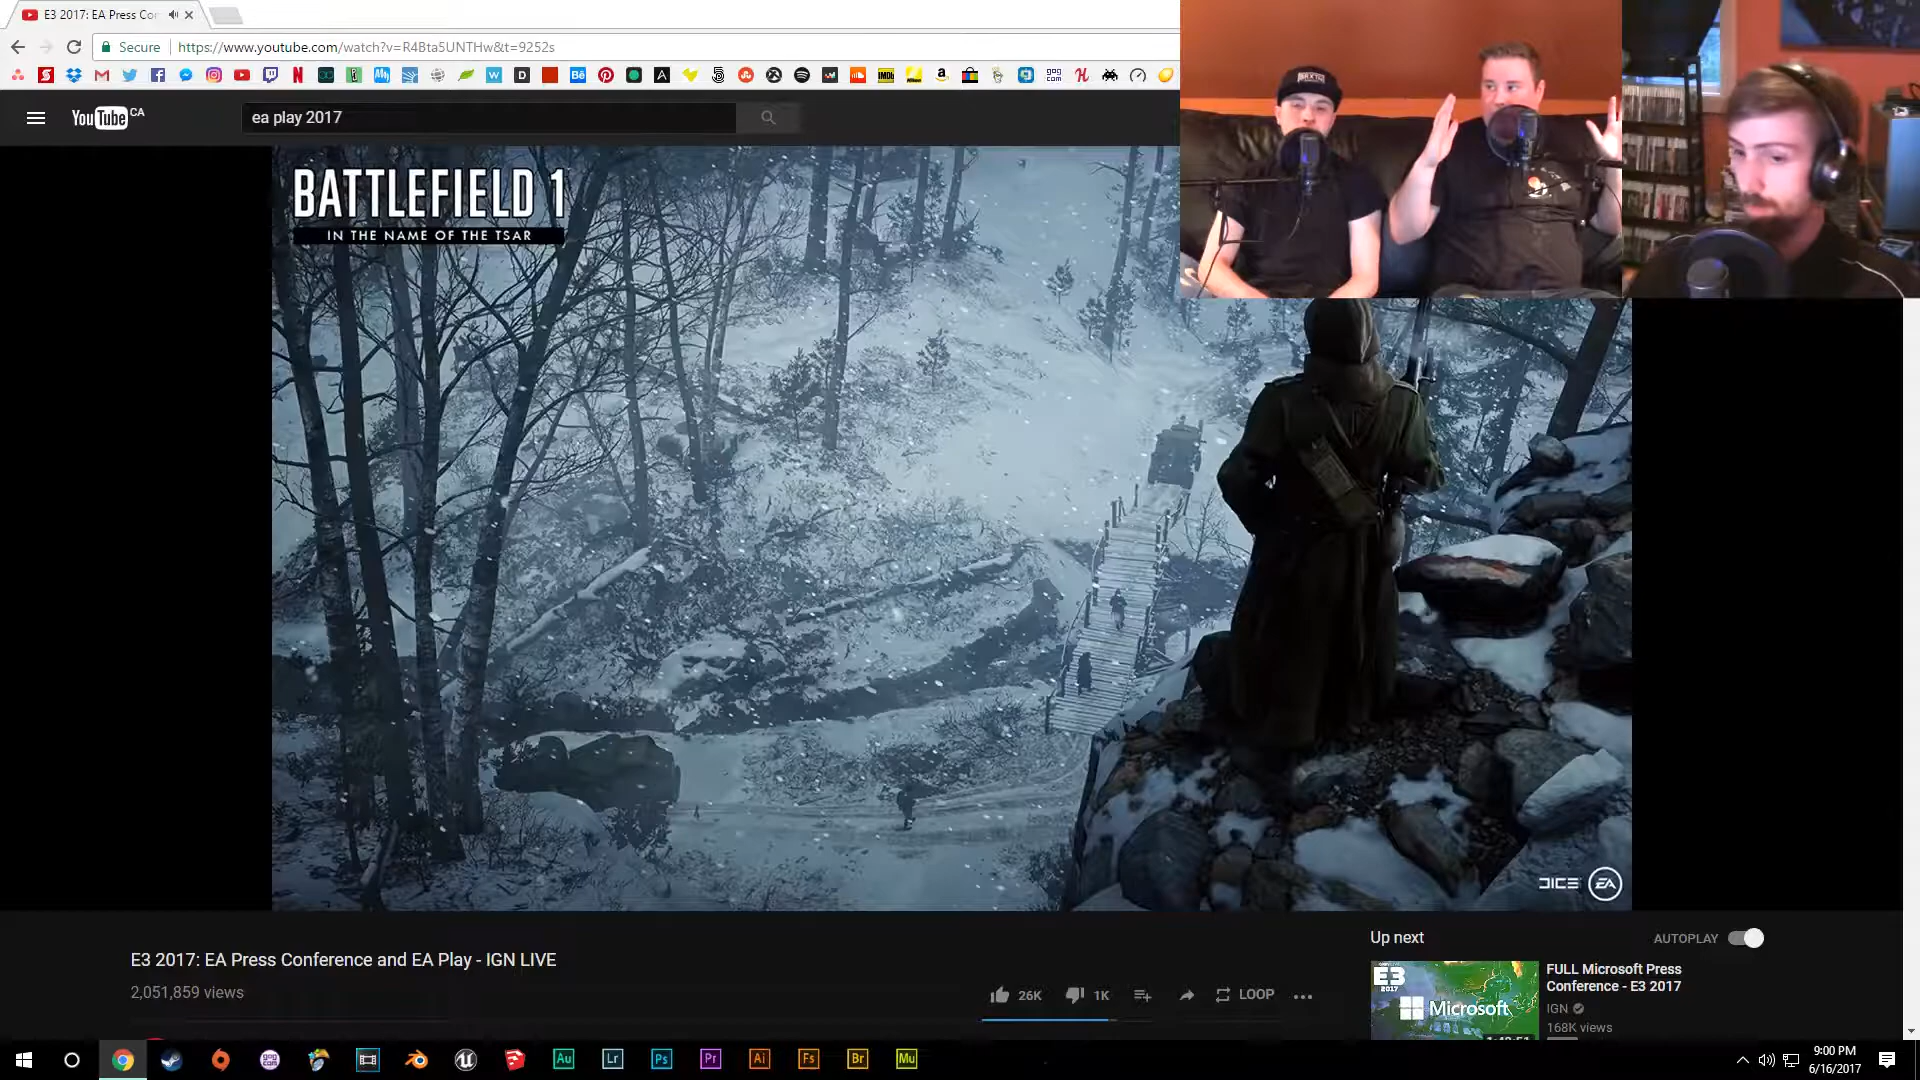 E3 2017: EA Press Cor
Secure
https://www.youtube.com/watch?v=R4Bta5UNTHw&t=9252s
YouTube CA
ea play 2017
BATTLEFIELD 1
IN THE NAME OF THE TSAR
DICE EA
E3 2017: EA Press Conference and EA Play - IGN LIVE
2,051,859 views
26K
1K
LOOP
Up next
AUTOPLAY
E3
2017
Microsoft
FULL Microsoft Press
Conference - E3 2017
IGN
168K views
Au
Lr
Ps
Pr
Ai
Fs
Br
Mu
9:00 PM
6/16/2017